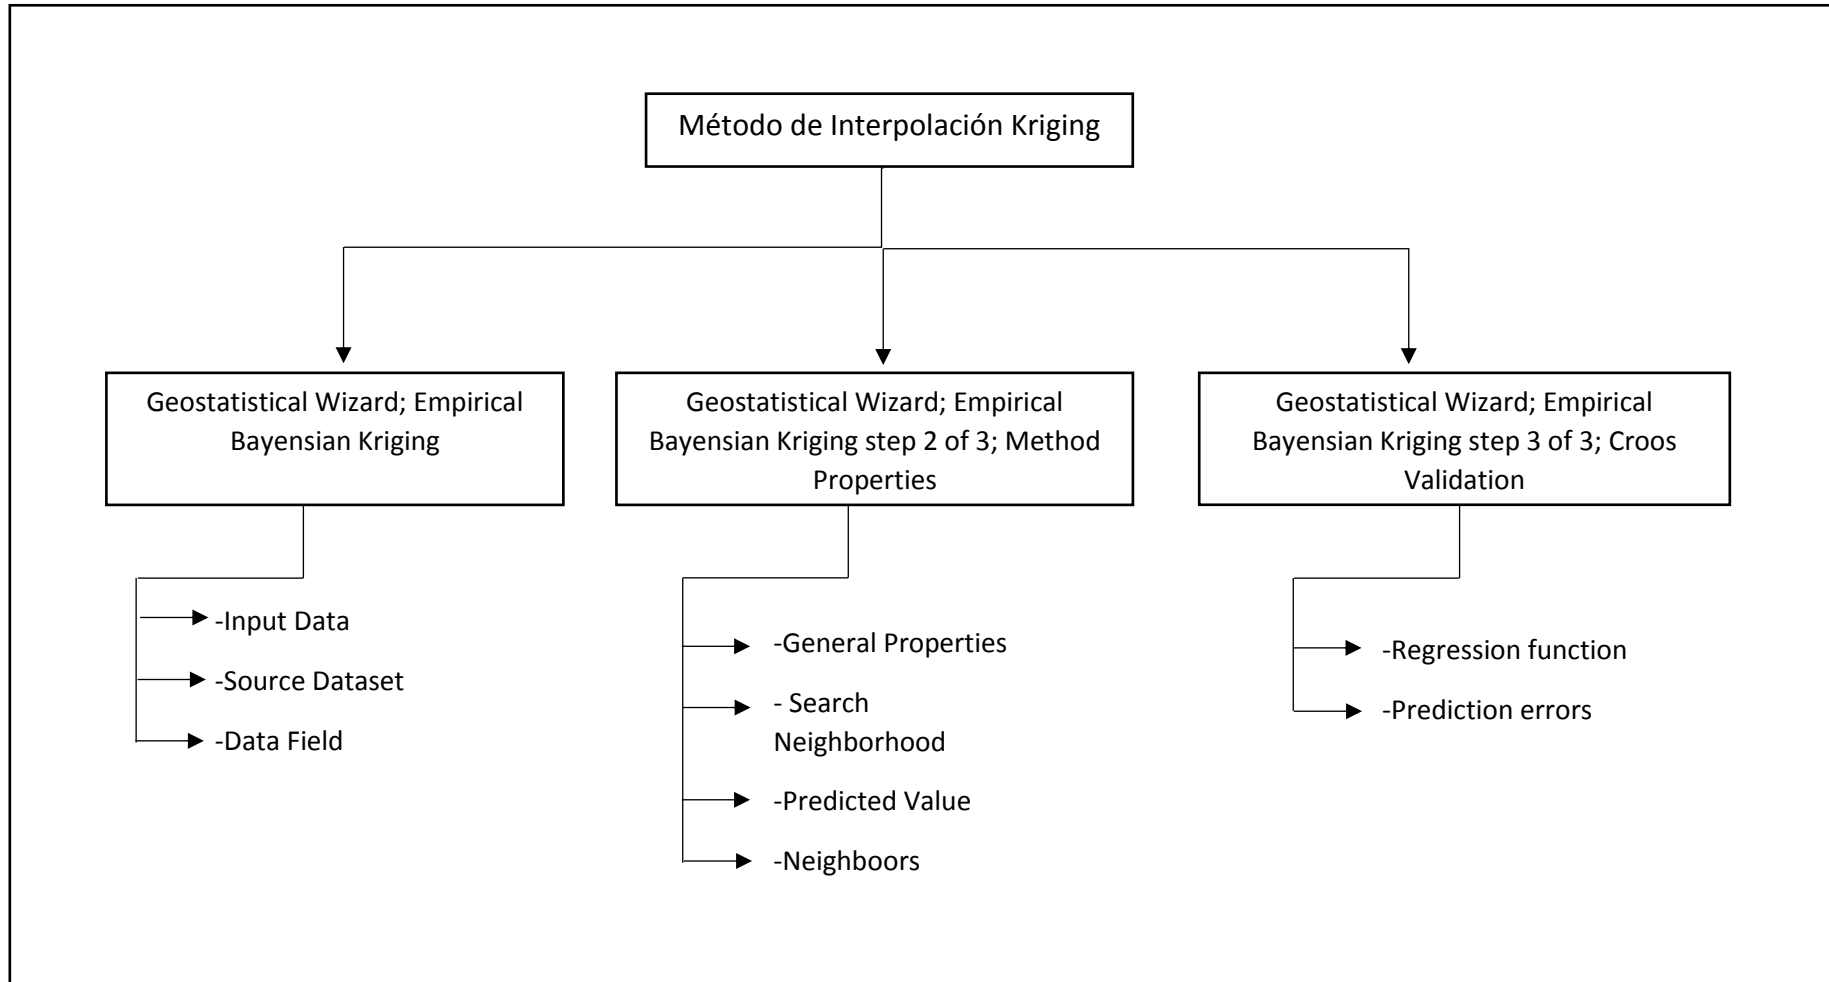 Método de Interpolación Kriging
Geostatistical Wizard; Empirical
Bayensian Kriging
Geostatistical Wizard; Empirical
Bayensian Kriging step 2 of 3; Method
Properties
Geostatistical Wizard; Empirical
Bayensian Kriging step 3 of 3; Croos
Validation
-Input Data
-Source Dataset
-Data Field
-General Properties
- Search
Neighborhood
-Predicted Value
-Neighboors
-Regression function
-Prediction errors